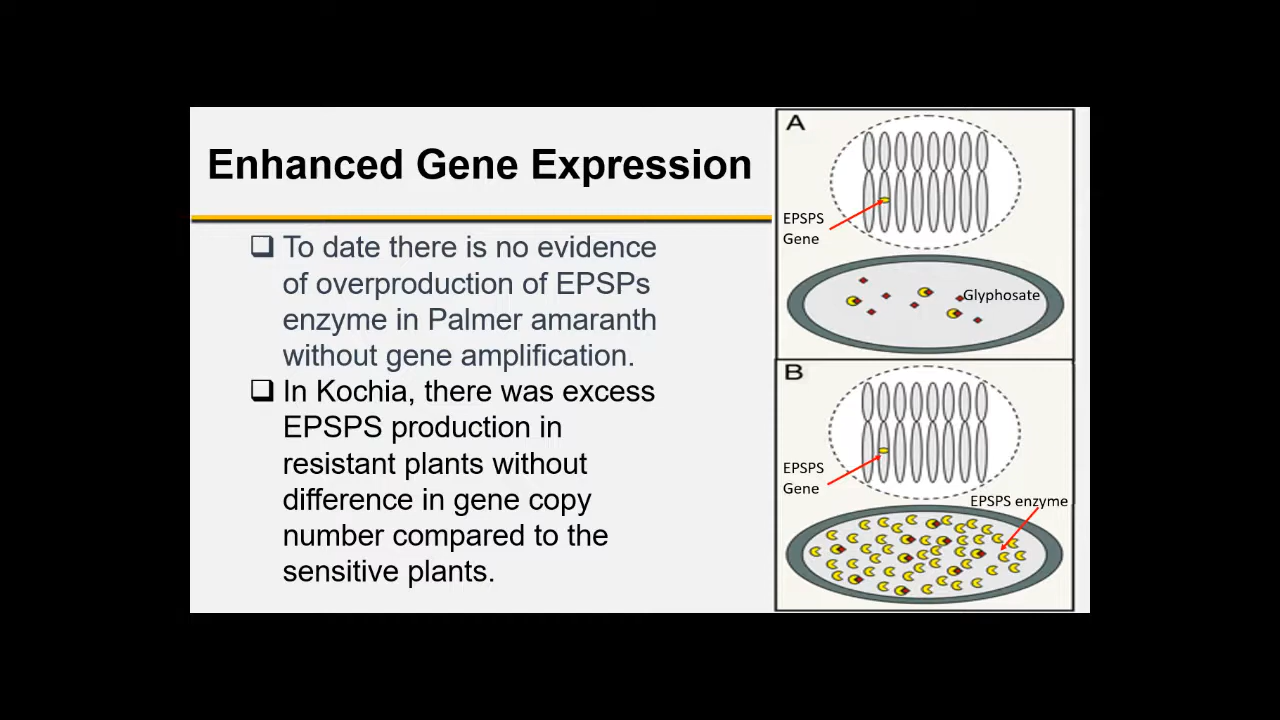 Enhanced Gene Expression
❑ To date there is no evidence
of overproduction of EPSPs
enzyme in Palmer amaranth
without gene amplification.
❑ In Kochia, there was excess
EPSPS production in
resistant plants without
difference in gene copy
number compared to the
sensitive plants.
A
EPSPS
Gene
Glyphosate
B
EPSPS
Gene
EPSPS enzyme